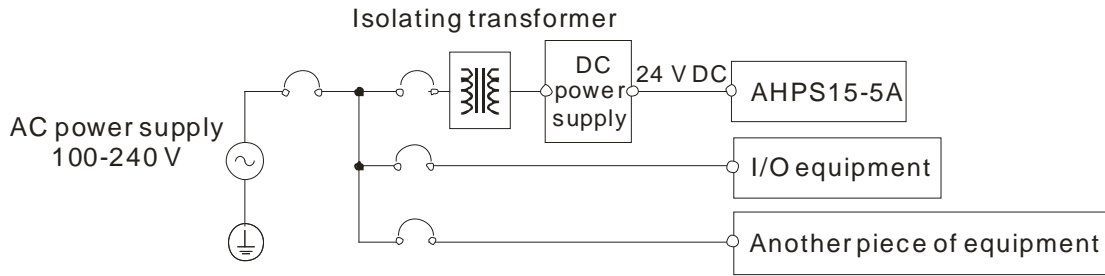 Isolating transformer
DC
power
supply
24 V DC
AHPS15-5A
AC power supply
100-240 V
I/O equipment
Another piece of equipment